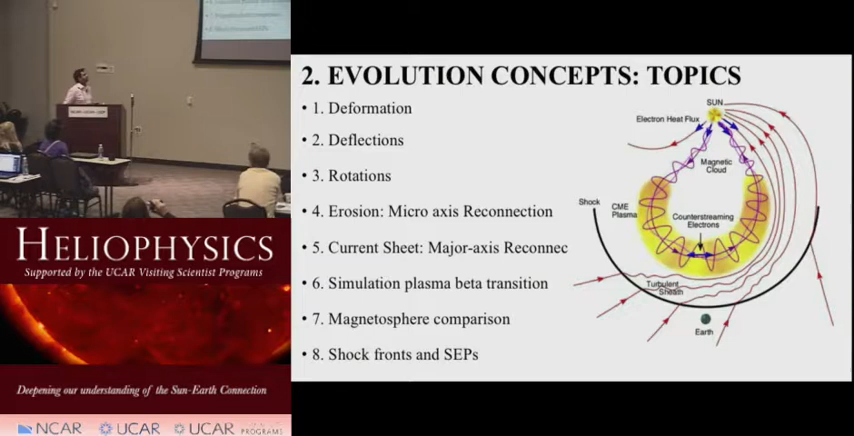 2. EVOLUTION CONCEPTS: TOPICS
• 1. Deformation
• 2. Deflections
• 3. Rotations
• 4. Erosion: Micro axis Reconnection
• 5. Current Sheet: Major-axis Reconnec
• 6. Simulation plasma beta transition
• 7. Magnetosphere comparison
• 8. Shock fronts and SEPs
SUN
Electron Heat Flux
Magnetic
Cloud
Shock
CME
Plasma
Counterstreaming
Electrons
Turbulent
Sheath
Earth
HELIOPHYSICS
Supported by the UCAR Visiting Scientist Programs
Deepening our understanding of the Sun-Earth Connection
NCAR
UCAR
UCAR PROGRAMS